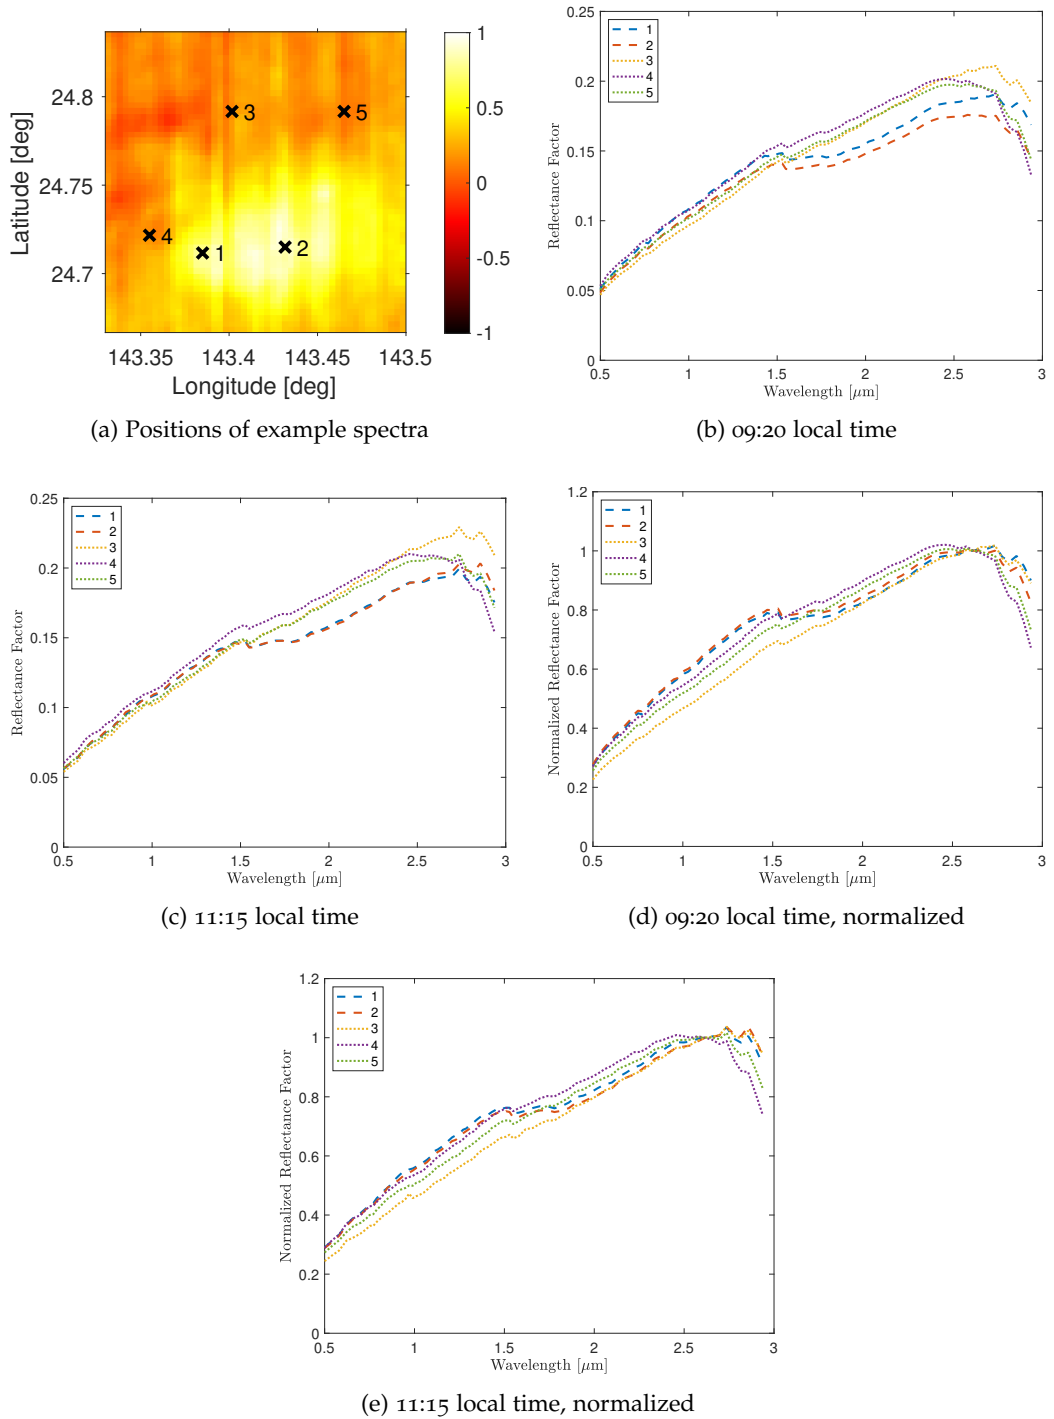 24.8
24.75
24.7
Latitude [deg]
143.35 143.4 143.45 143.5
Longitude [deg]
3 5
4
1 2
1
0.5
0
-0.5
-1
(a) Positions of example spectra
0.25
0.2
0.15
0.1
0.05
0
Reflectance Factor
1
2
3
4
5
0.5 1 1.5 2 2.5 3
Wavelength [μm]
(b) 09:20 local time
0.25
0.2
0.15
0.1
0.05
0
Reflectance Factor
1
2
3
4
5
0.5 1 1.5 2 2.5 3
Wavelength [μm]
(c) 11:15 local time
1.2
1
0.8
0.6
0.4
0.2
0
Normalized Reflectance Factor
1
2
3
4
5
0.5 1 1.5 2 2.5 3
Wavelength [μm]
(d) 09:20 local time, normalized
1.2
1
0.8
0.6
0.4
0.2
0
Normalized Reflectance Factor
1
2
3
4
5
0.5 1 1.5 2 2.5 3
Wavelength [μm]
(e) 11:15 local time, normalized